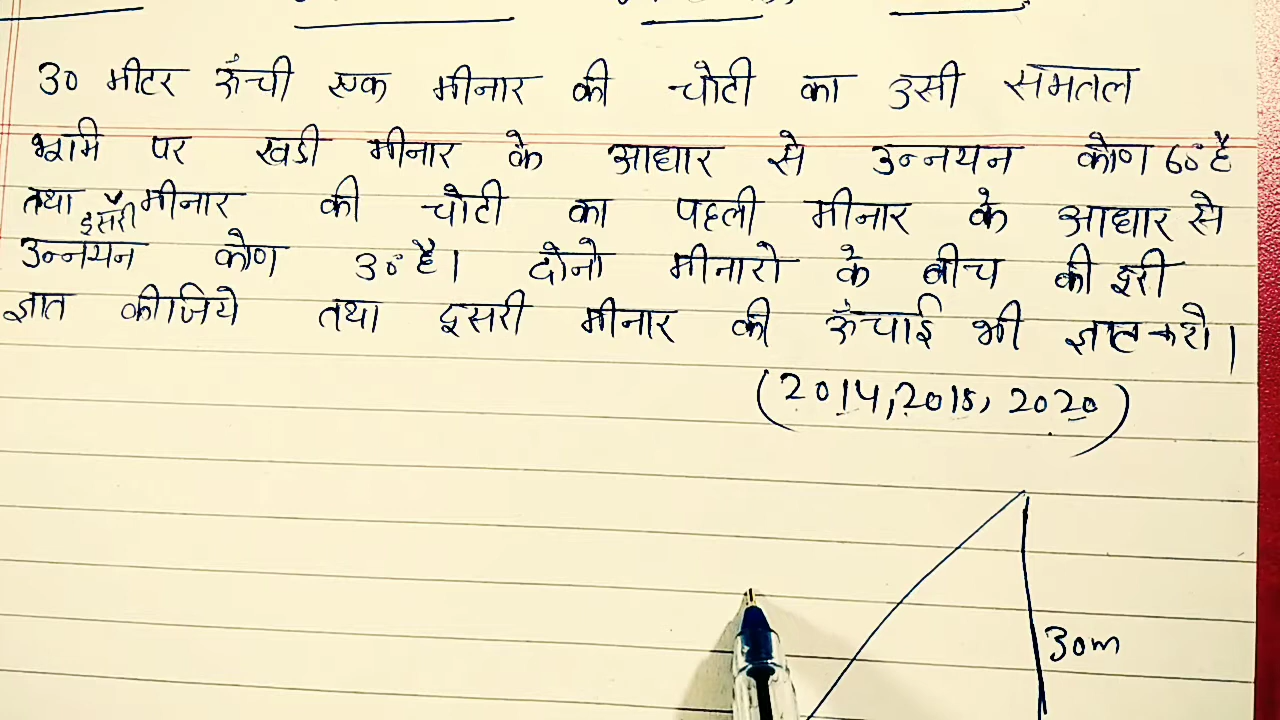 30 मीटर ऊँची एक मीनार की चोटी का उसी समतल
भूमि पर खडी मीनार के आधार से उन्नयन कोण 60° है
तथा दुसरी मीनार की चोटी का पहली मीनार के आधार से
उन्नयन कोण 30° है। दोनो मीनारो के बीच की दुरी
ज्ञात कीजिये तथा दुसरी मीनार की ऊँचाई भी ज्ञात करो।
(2014, 2015, 2020)
30m